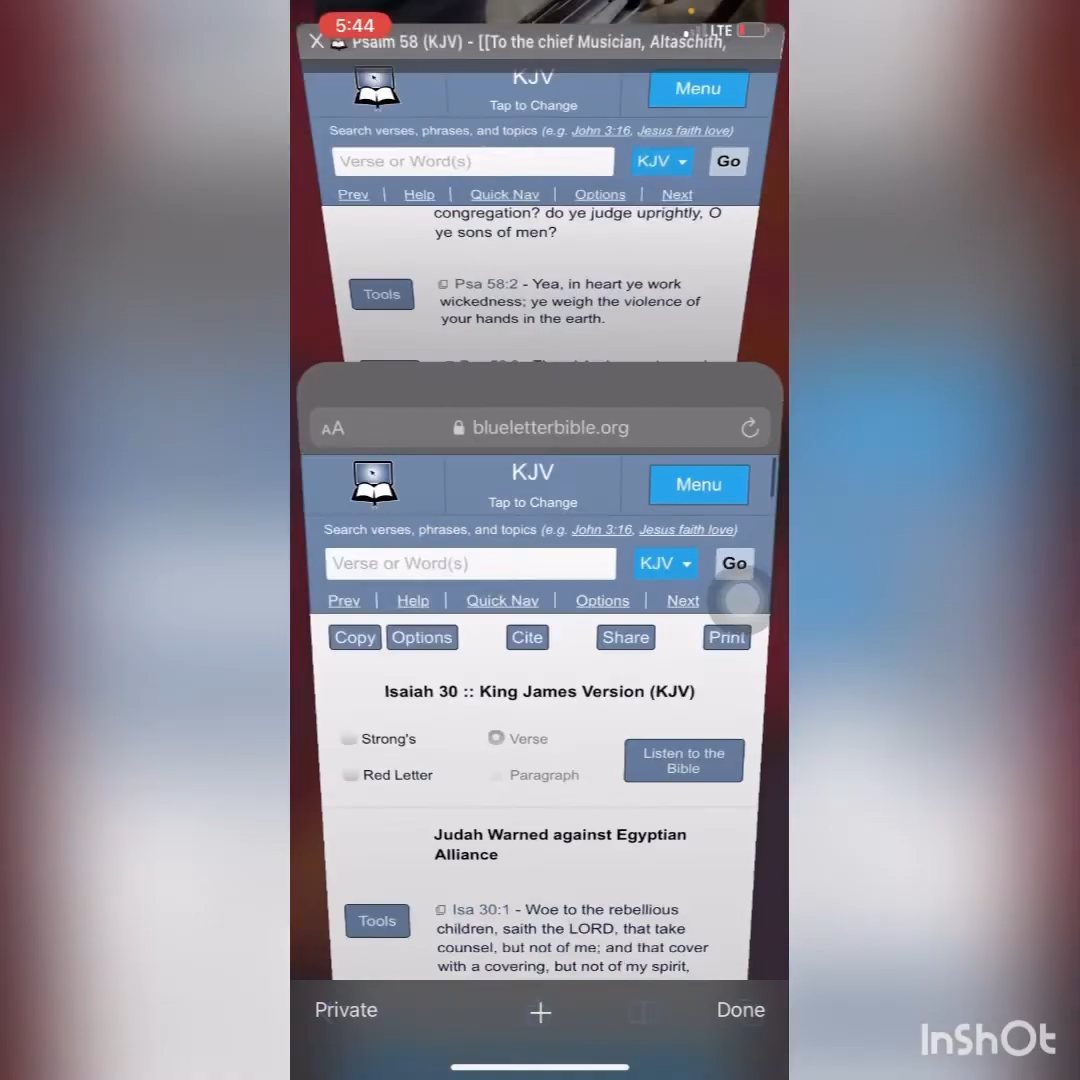 5:44
LTE
Psalm 58 (KJV) - [[To the chief Musician, Altaschith,
KJV
Tap to Change
Menu
Search verses, phrases, and topics (e.g. John 3:16, Jesus faith love)
Verse or Word(s)
KJV
Go
Prev | Help | Quick Nav | Options | Next
congregation? do ye judge uprightly, O
ye sons of men?
Tools
Psa 58:2 - Yea, in heart ye work
wickedness; ye weigh the violence of
your hands in the earth.
AA
blueletterbible.org
KJV
Tap to Change
Menu
Search verses, phrases, and topics (e.g. John 3:16, Jesus faith love)
Verse or Word(s)
KJV
Go
Prev | Help | Quick Nav | Options | Next
Copy Options Cite Share Print
Isaiah 30 :: King James Version (KJV)
Strong's
Verse
Listen to the
Bible
Red Letter
Paragraph
Judah Warned against Egyptian
Alliance
Tools
Isa 30:1 - Woe to the rebellious
children, saith the LORD, that take
counsel, but not of me; and that cover
with a covering, but not of my spirit,
Private
+
Done
InShOt